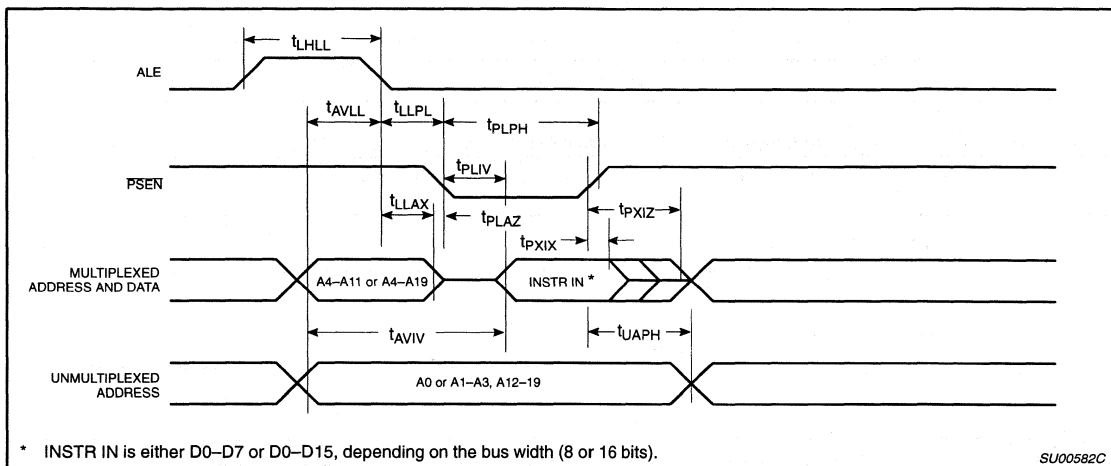 tLHLL
ALE
tAVLL tLLPL tPLPH
tPLIV
PSEN
tLLAX tPLAZ tPXIZ
tPXIX
MULTIPLEXED
ADDRESS AND DATA
A4–A11 or A4–A19 INSTR IN *
tAVIV tUAPH
UNMULTIPLEXED
ADDRESS
A0 or A1–A3, A12–19
* INSTR IN is either D0–D7 or D0–D15, depending on the bus width (8 or 16 bits).
SU00582C